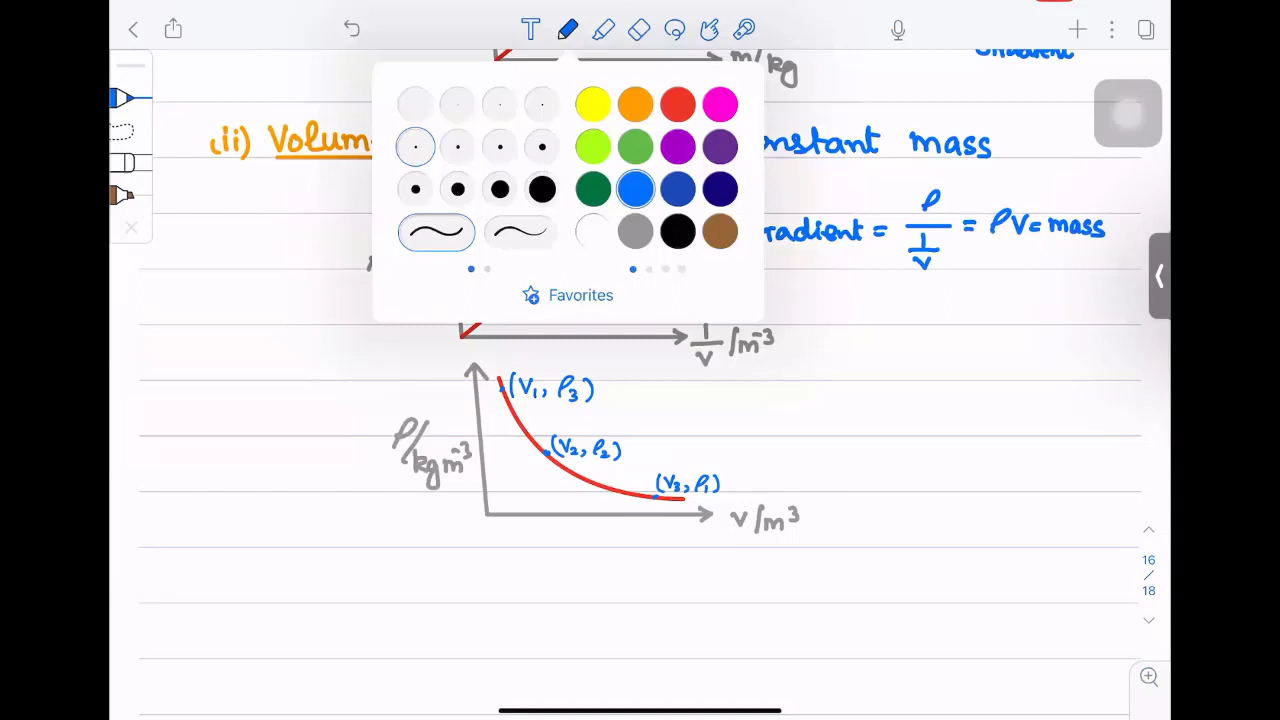 T
m/kg
Gradient
(ii) Volum
nstant mass
radient = ρ / 1/v = ρV = mass
Favorites
1/v /m⁻³
(V₁, ρ₃)
(V₂, ρ₂)
ρ/kgm⁻³
(V₃, ρ₁)
v/m³
16
/
18